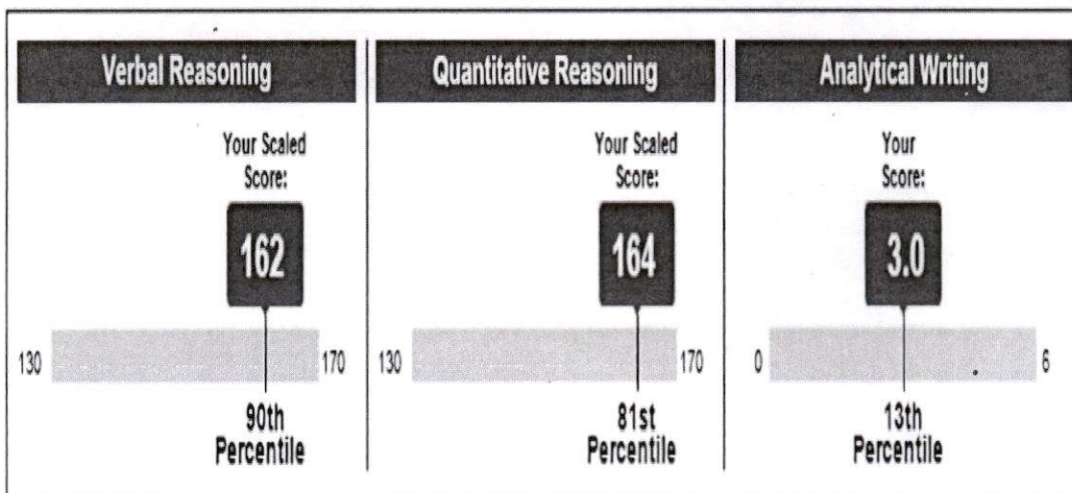 Verbal Reasoning
Your Scaled
Score:
162
130
170
90th
Percentile
Quantitative Reasoning
Your Scaled
Score:
164
130
170
81st
Percentile
Analytical Writing
Your
Score:
3.0
0
6
13th
Percentile